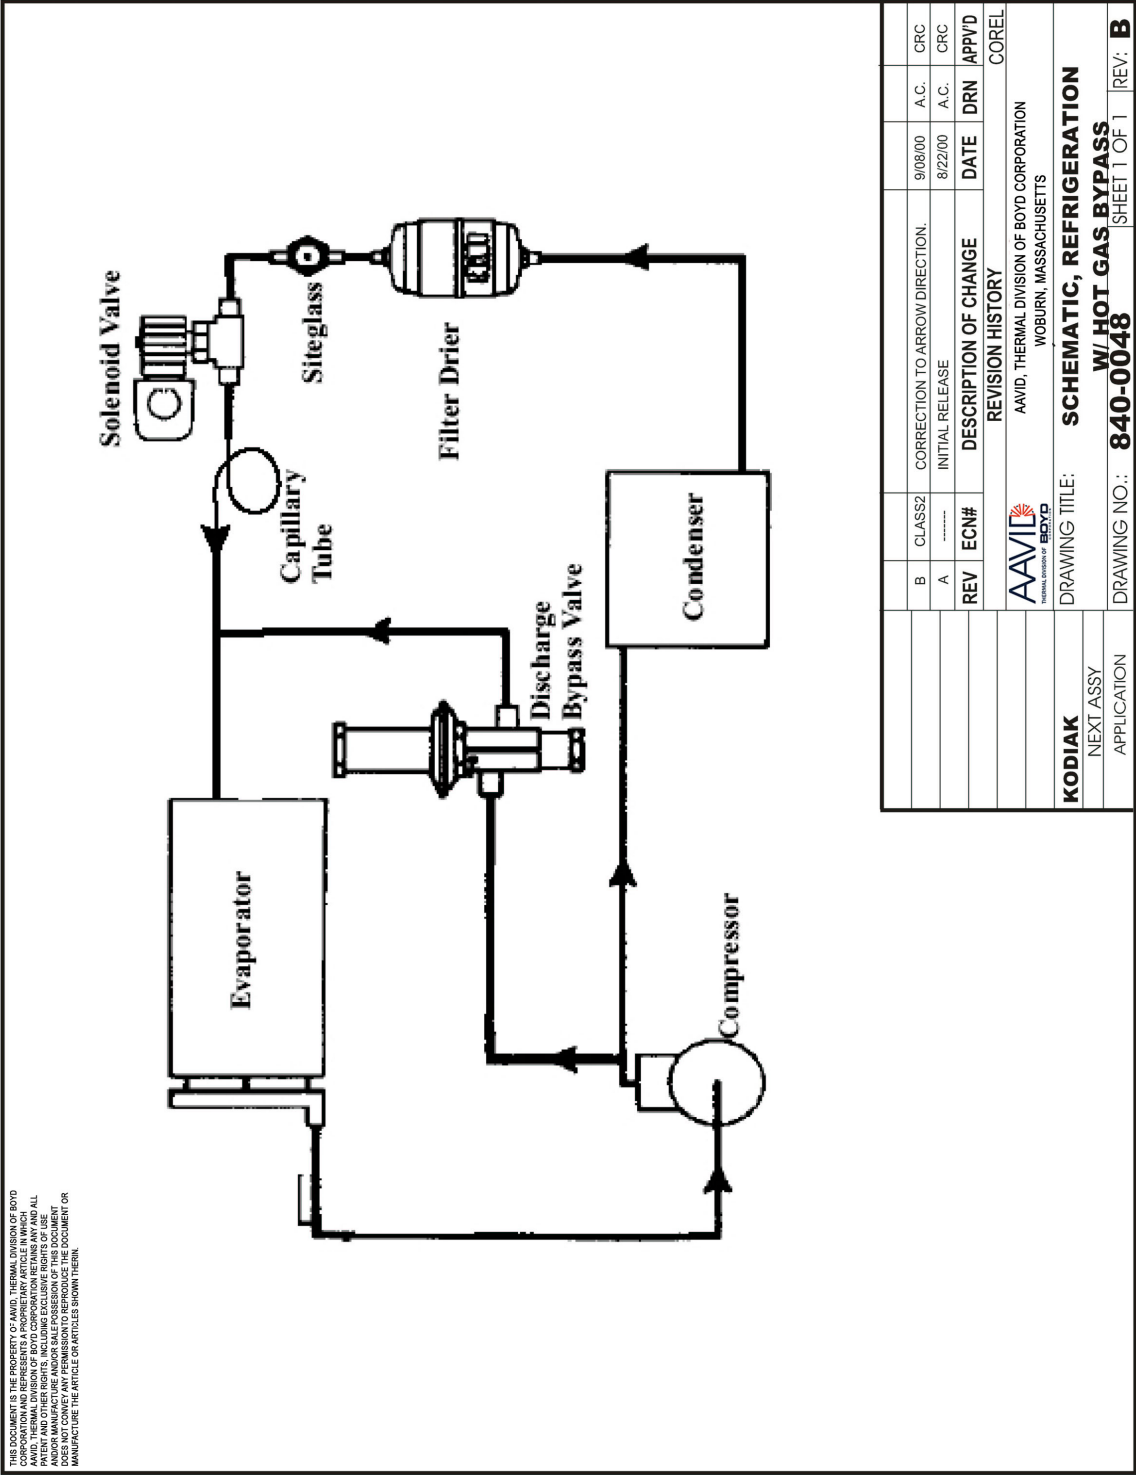 THIS DOCUMENT IS THE PROPERTY OF AAVID, THERMAL DIVISION OF BOYD
CORPORATION AND REPRESENTS A PROPRIETARY ARTICLE IN WHICH
AAVID, THERMAL DIVISION OF BOYD CORPORATION RETAINS ANY AND ALL
PATENT AND OTHER RIGHTS, INCLUDING EXCLUSIVE RIGHTS OF USE
AND/OR MANUFACTURE AND/OR SALE POSSESION OF THIS DOCUMENT
DOES NOT CONVEY ANY PERMISSION TO REPRODUCE THE DOCUMENT OR
MANUFACTURE THE ARTICLE OR ARTICLES SHOWN THERIN.
Solenoid Valve
Evaporator
Capillary
Tube
Siteglass
Filter Drier
Discharge
Bypass Valve
Condenser
Compressor
B CLASS2 CORRECTION TO ARROW DIRECTION. 9/08/00 A.C. CRC
A ------- INITIAL RELEASE 8/22/00 A.C. CRC
REV ECN# DESCRIPTION OF CHANGE DATE DRN APPV'D
REVISION HISTORY COREL
AAVID
THERMAL DIVISION OF BOYD
AAVID, THERMAL DIVISION OF BOYD CORPORATION
WOBURN, MASSACHUSETTS
DRAWING TITLE: SCHEMATIC, REFRIGERATION
W/ HOT GAS BYPASS
KODIAK
NEXT ASSY
APPLICATION
DRAWING NO.: 840-0048 SHEET 1 OF 1 REV: B